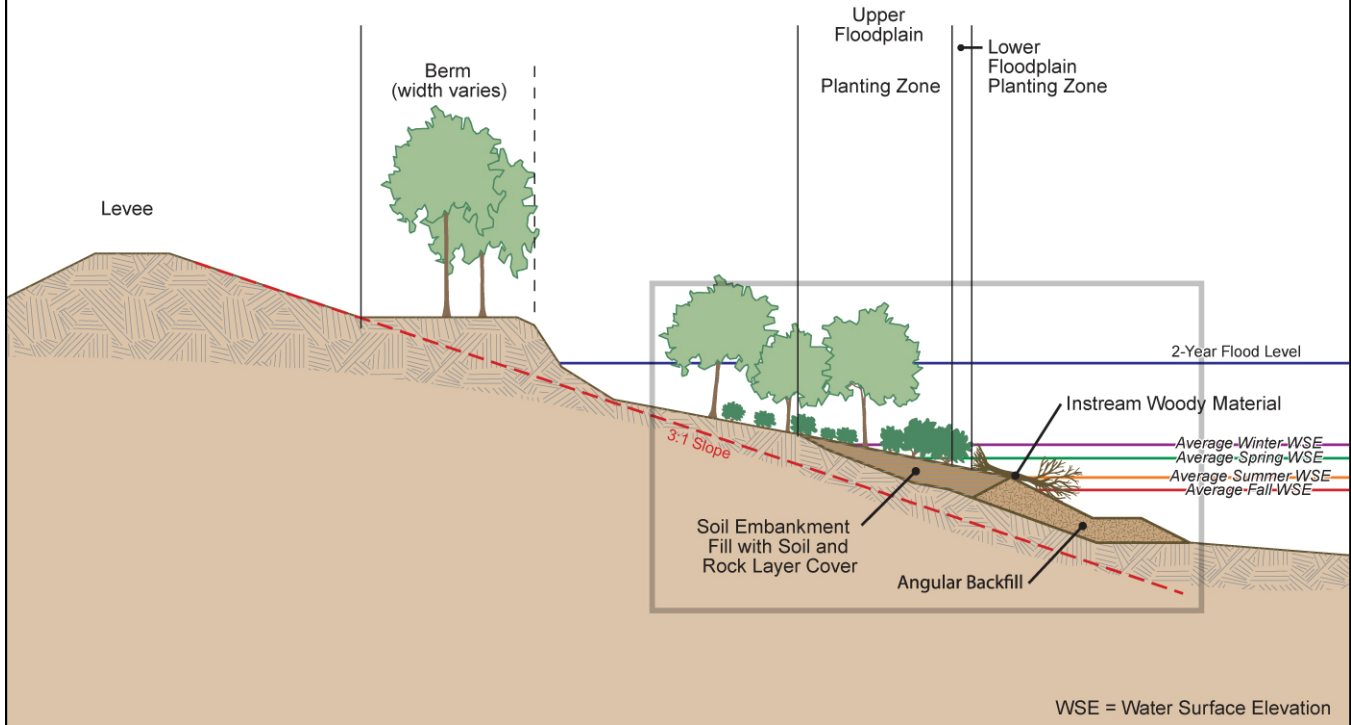 Upper
Floodplain
Planting Zone
Lower
Floodplain
Planting Zone
Berm
(width varies)
Levee
2-Year Flood Level
Instream Woody Material
Average Winter WSE
Average Spring WSE
Average Summer WSE
Average Fall WSE
3:1 Slope
Soil Embankment
Fill with Soil and
Rock Layer Cover
Angular Backfill
WSE = Water Surface Elevation